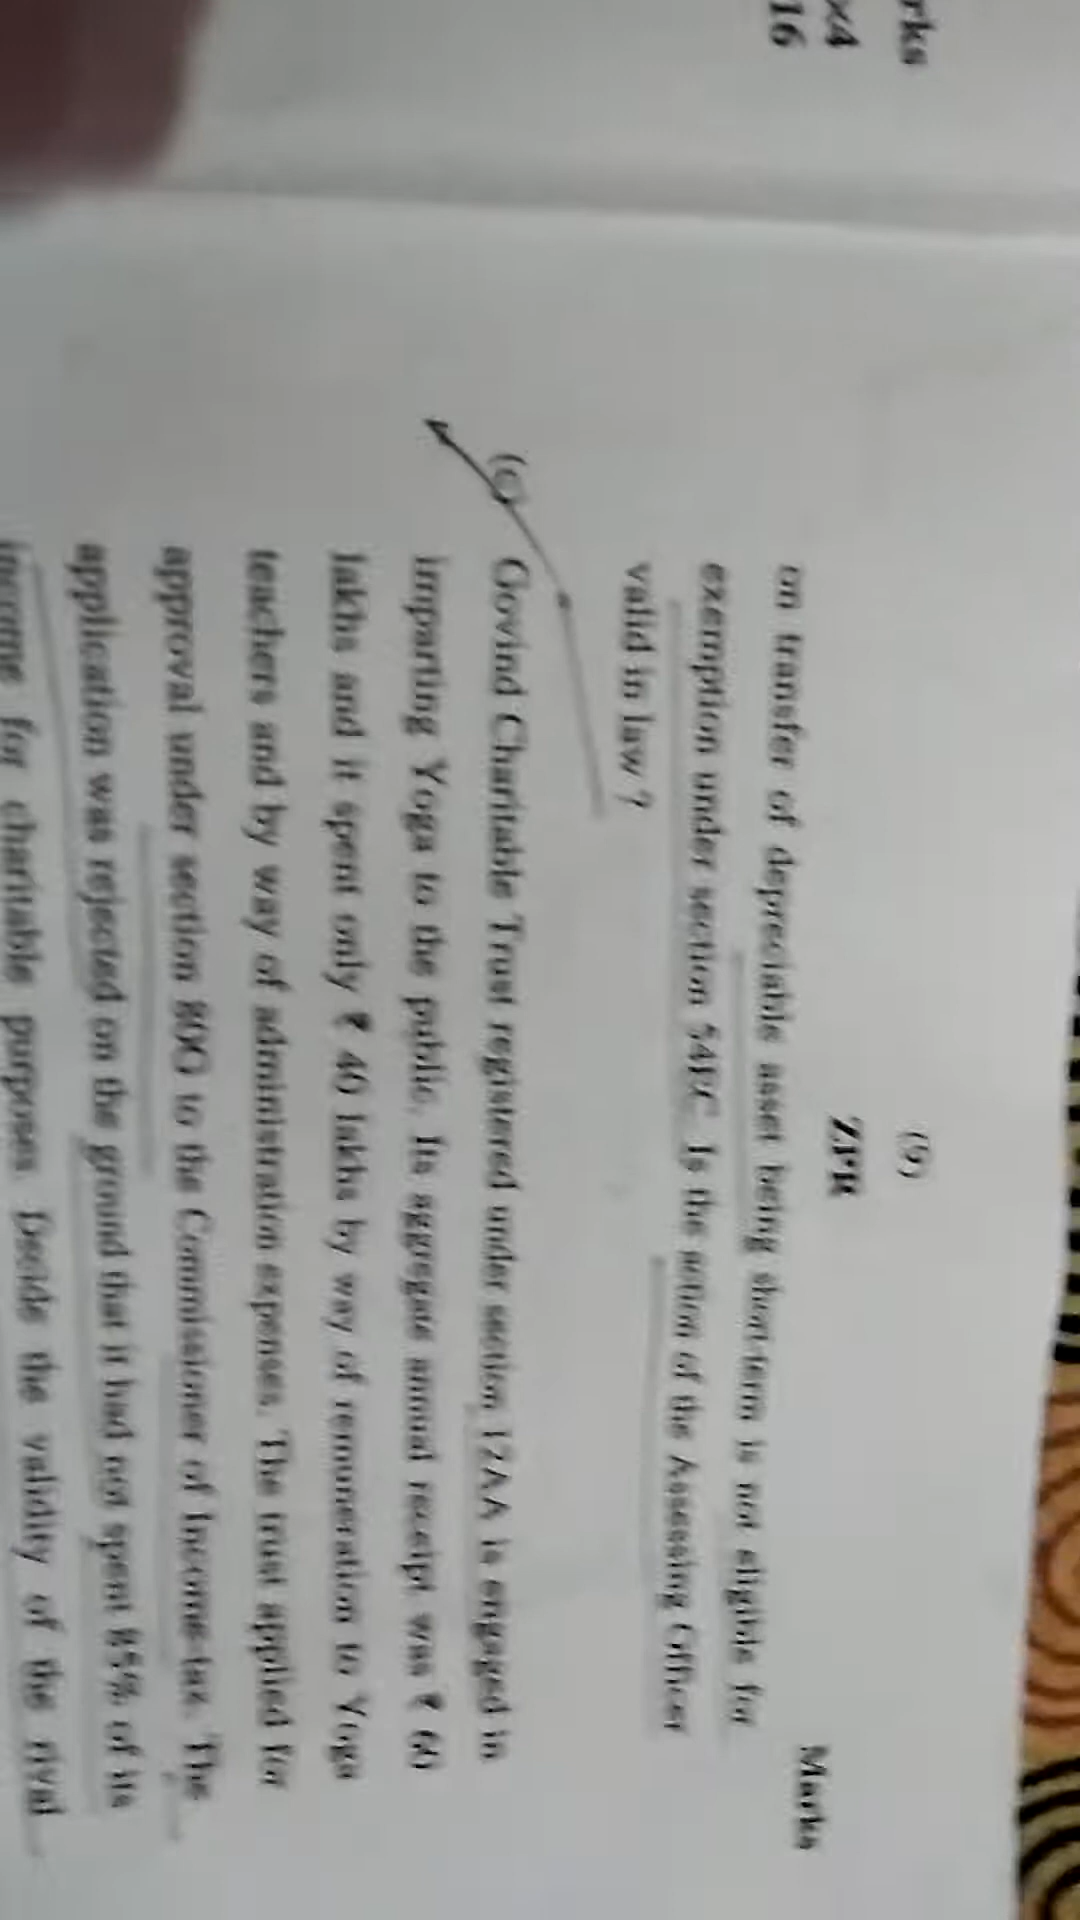 rks
x4
16
(9)
ZPR
Marks
on transfer of depreciable asset being short-term is not eligible for
exemption under section 54EC. Is the action of the Assessing Officer
valid in law ?
(c) Govind Charitable Trust registered under section 12AA is engaged in
imparting Yoga to the public. Its aggregate annual receipt was ₹ 60
lakhs and it spent only ₹ 40 lakhs by way of remuneration to Yoga
teachers and by way of administration expenses. The trust applied for
approval under section 80G to the Commissioner of Income-tax. The
application was rejected on the ground that it had not spent 85% of its
income for charitable purposes. Decide the validity of the rival